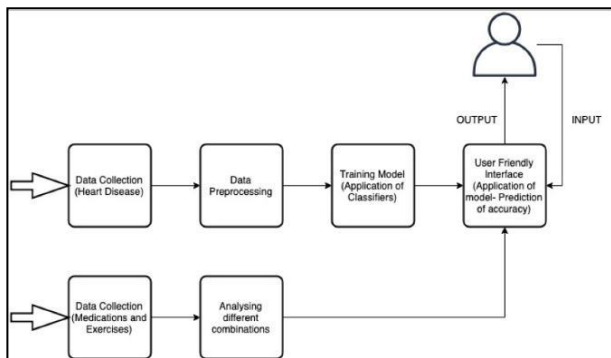 OUTPUT
INPUT
Data Collection
(Heart Disease)
Data
Preprocessing
Training Model
(Application of
Classifiers)
User Friendly
Interface
(Application of
model- Prediction
of accuracy)
Data Collection
(Medications and
Exercises)
Analysing
different
combinations